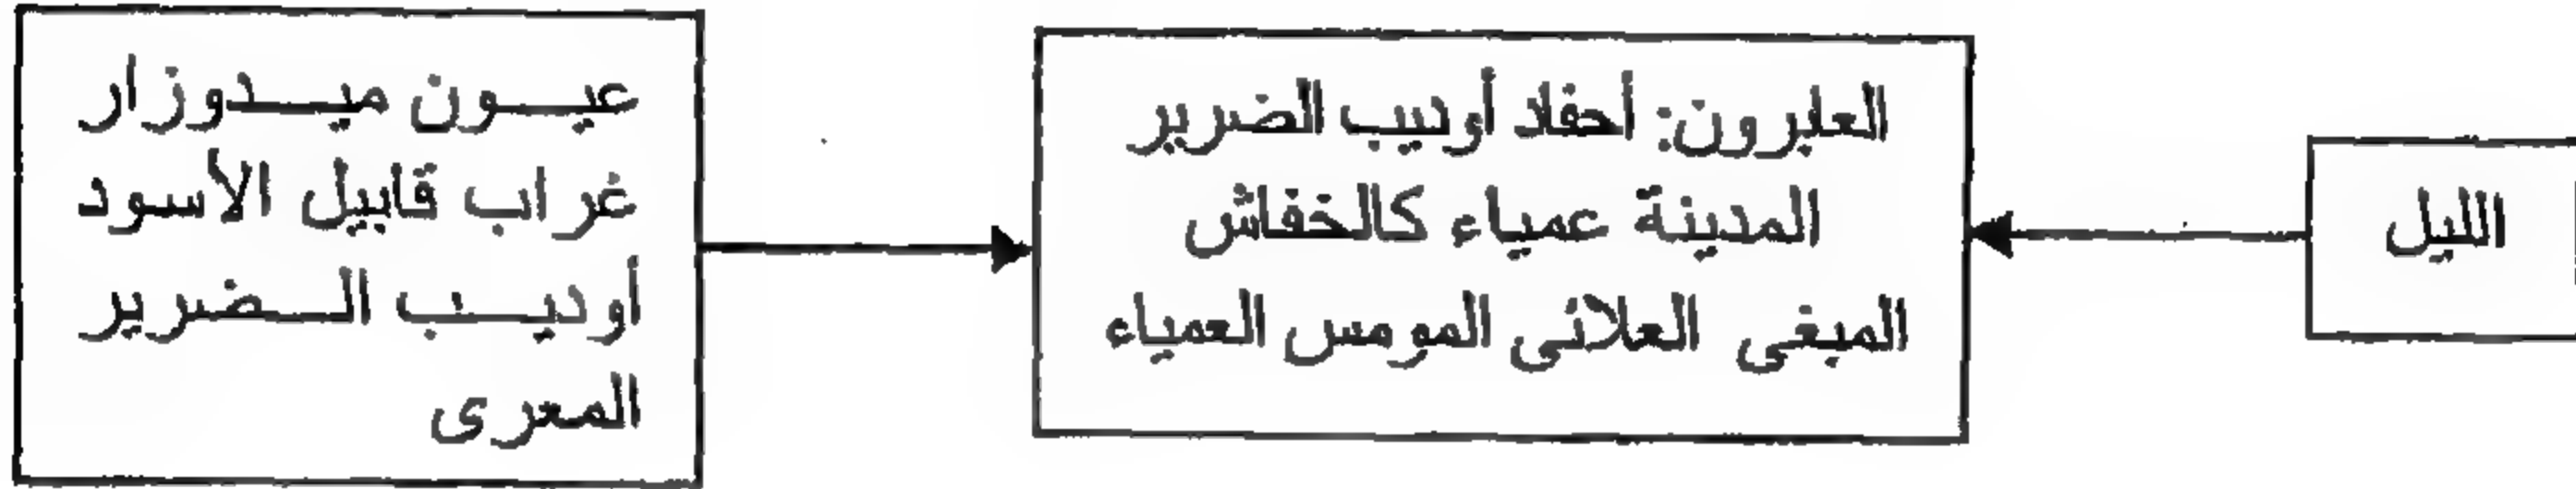 الليل
العابرون: أحفاد أوديب الضرير
المدينة عمياء كالخفاش
المبغى العلائى المومس العمياء
عيون ميدوزار
غراب قابيل الأسود
أوديب الضرير
المعرى